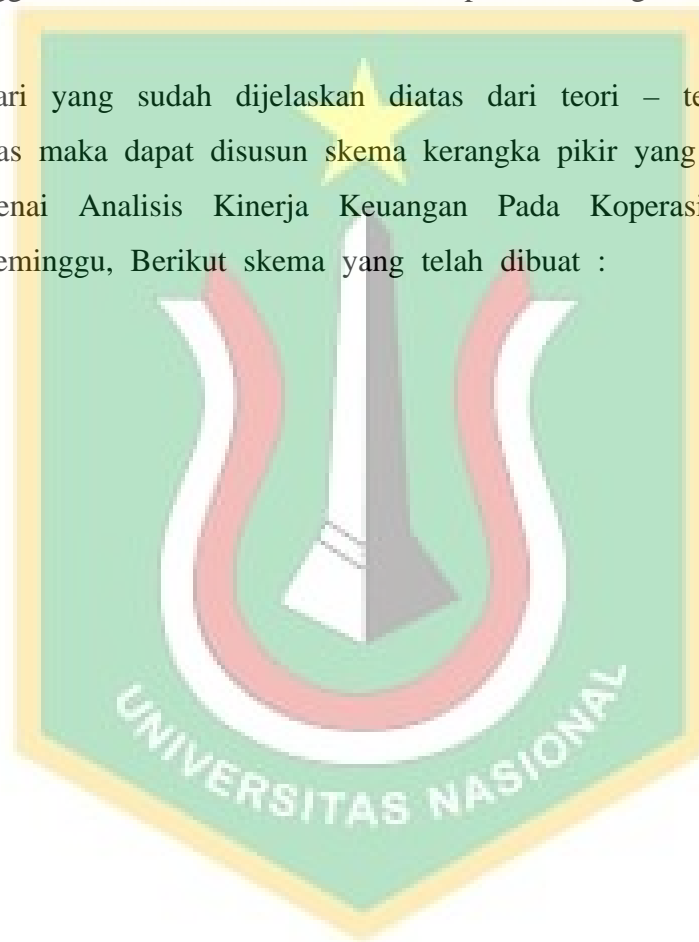 ari yang sudah dijelaskan diatas dari teori – te
as maka dapat disusun skema kerangka pikir yang
enai Analisis Kinerja Keuangan Pada Koperasi
eminggu, Berikut skema yang telah dibuat :
UNIVERSITAS NASIONAL